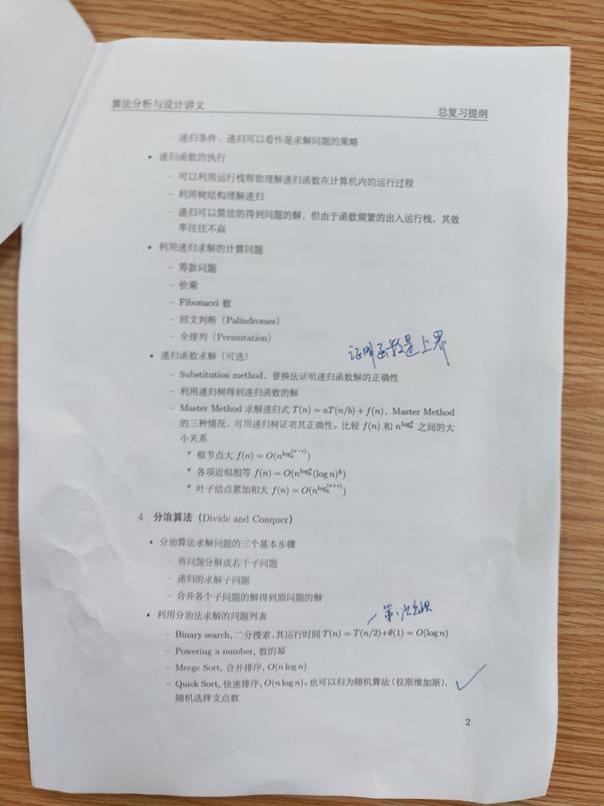 算法分析与设计讲义
总复习提纲
– 递归条件，递归可以看作是求解问题的策略
• 递归函数的执行
– 可以利用运行栈帮助理解递归函数在计算机内的运行过程
– 利用树结构理解递归
– 递归可以简洁的得到问题的解，但由于函数频繁的出入运行栈，其效
率往往不高
• 利用递归求解的计算问题
– 筹款问题
– 阶乘
– Fibonacci 数
– 回文判断（Palindromes）
– 全排列（Permutation）
证明函数是上界
• 递归函数求解（可选）
– Substitution method，替换法证明递归函数解的正确性
– 利用递归树得到递归函数的解
– Master Method 求解递归式 T(n) = aT(n/b) + f(n)，Master Method
的三种情况，可用递归树证明其正确性，比较 f(n) 和 n^{log_b^a} 之间的大
小关系
* 根节点大 f(n) = O(n^{log_b^{(a−ε)}})
* 各项近似相等 f(n) = O(n^{log_b^a}(log n)^k)
* 叶子结点累加和大 f(n) = O(n^{log_b^{(a+ε)}})
4 分治算法（Divide and Conquer）
• 分治算法求解问题的三个基本步骤
– 将问题分解成若干子问题
– 递归的求解子问题
– 合并各个子问题的解得到原问题的解
• 利用分治法求解的问题列表
– Binary search, 二分搜索，其运行时间 T(n) = T(n/2)+θ(1) = O(log n)
– Powering a number, 数的幂
– Merge Sort, 合并排序, O(n log n)
– Quick Sort, 快速排序, O(n log n)，也可以归为随机算法（拉斯维加斯），
随机选择支点数
2